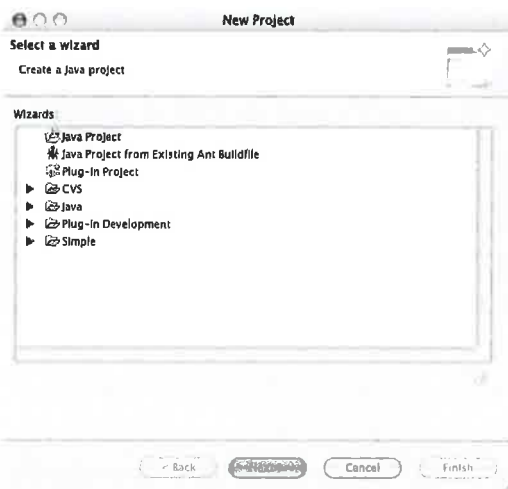 New Project
Select a wizard
Create a Java project
Wizards:
Java Project
Java Project from Existing Ant Buildfile
Plug-in Project
CVS
Java
Plug-in Development
Simple
< Back
Cancel
Finish